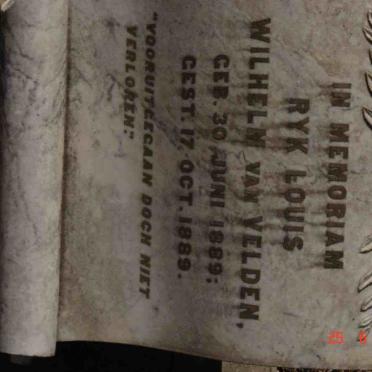 IN MEMORIAM
RYK LOUIS
WILHELM VAN VELDEN,
GEB. 30 JUNI 1889:
GEST. 17. OCT. 1889.
"VOORUITGEGAAN DOCH NIET
VERLOREN."